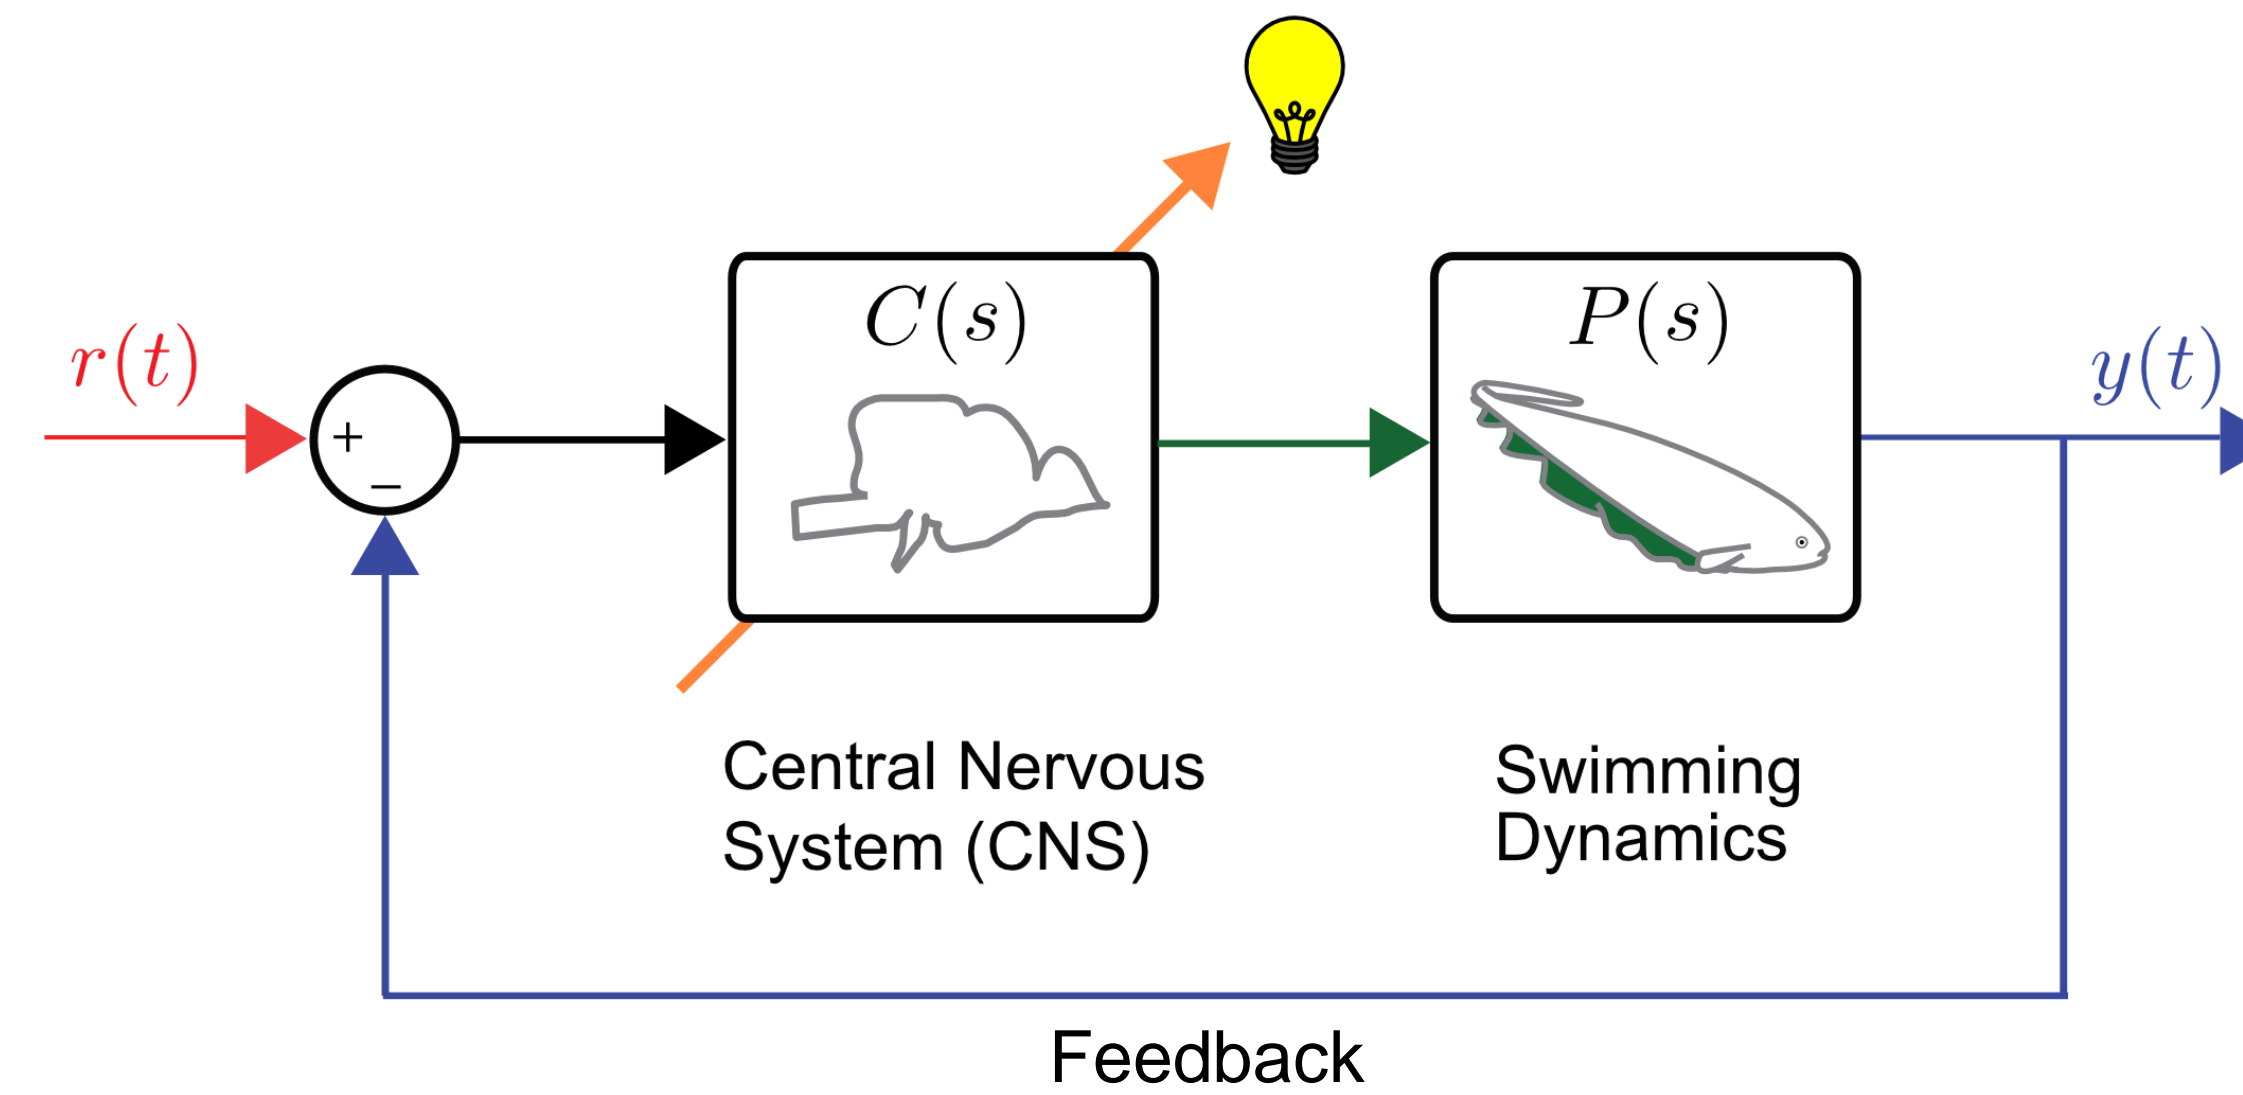 r(t)
+
−
C(s)
P(s)
y(t)
Central Nervous
System (CNS)
Swimming
Dynamics
Feedback